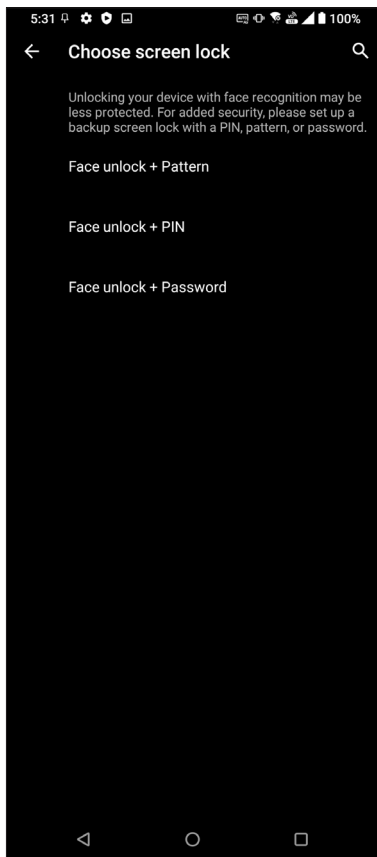 5:31 100%
Choose screen lock
Unlocking your device with face recognition may be
less protected. For added security, please set up a
backup screen lock with a PIN, pattern, or password.
Face unlock + Pattern
Face unlock + PIN
Face unlock + Password